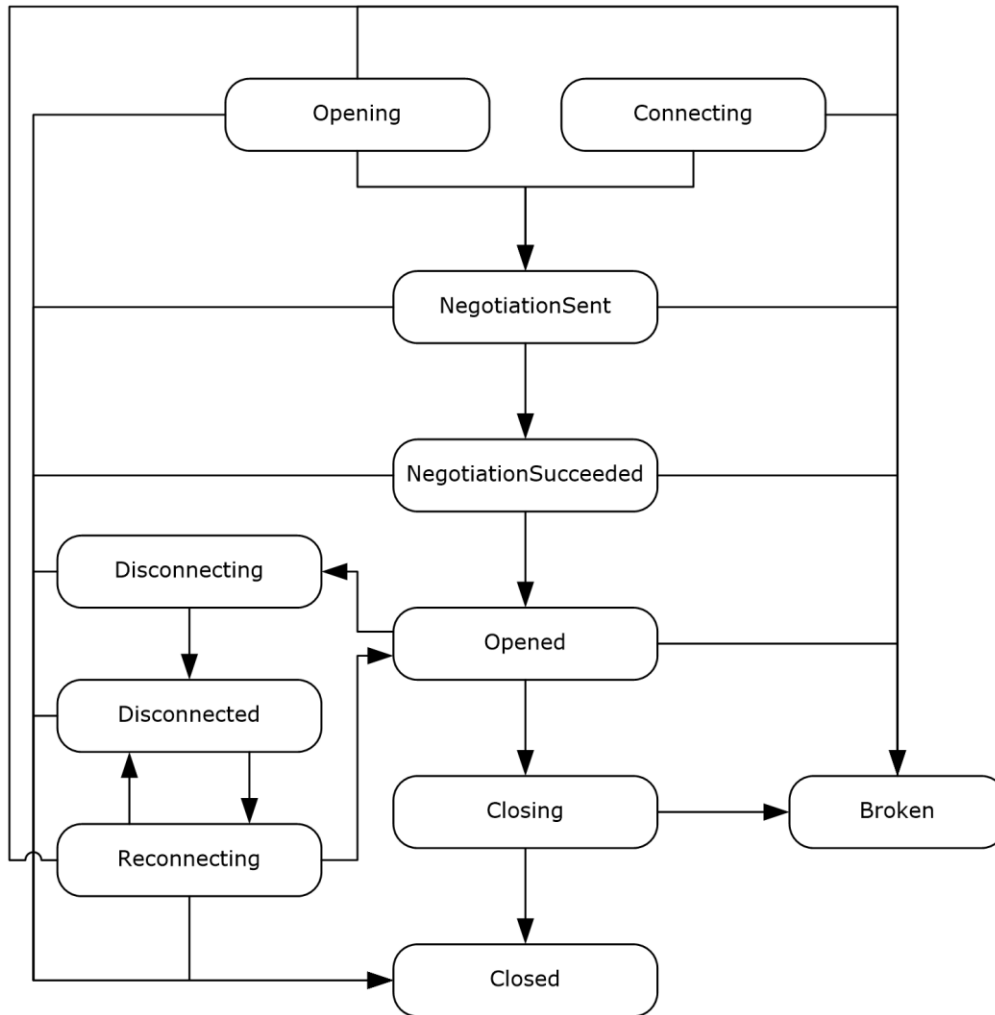 Opening
Connecting
NegotiationSent
NegotiationSucceeded
Disconnecting
Opened
Disconnected
Closing
Broken
Reconnecting
Closed